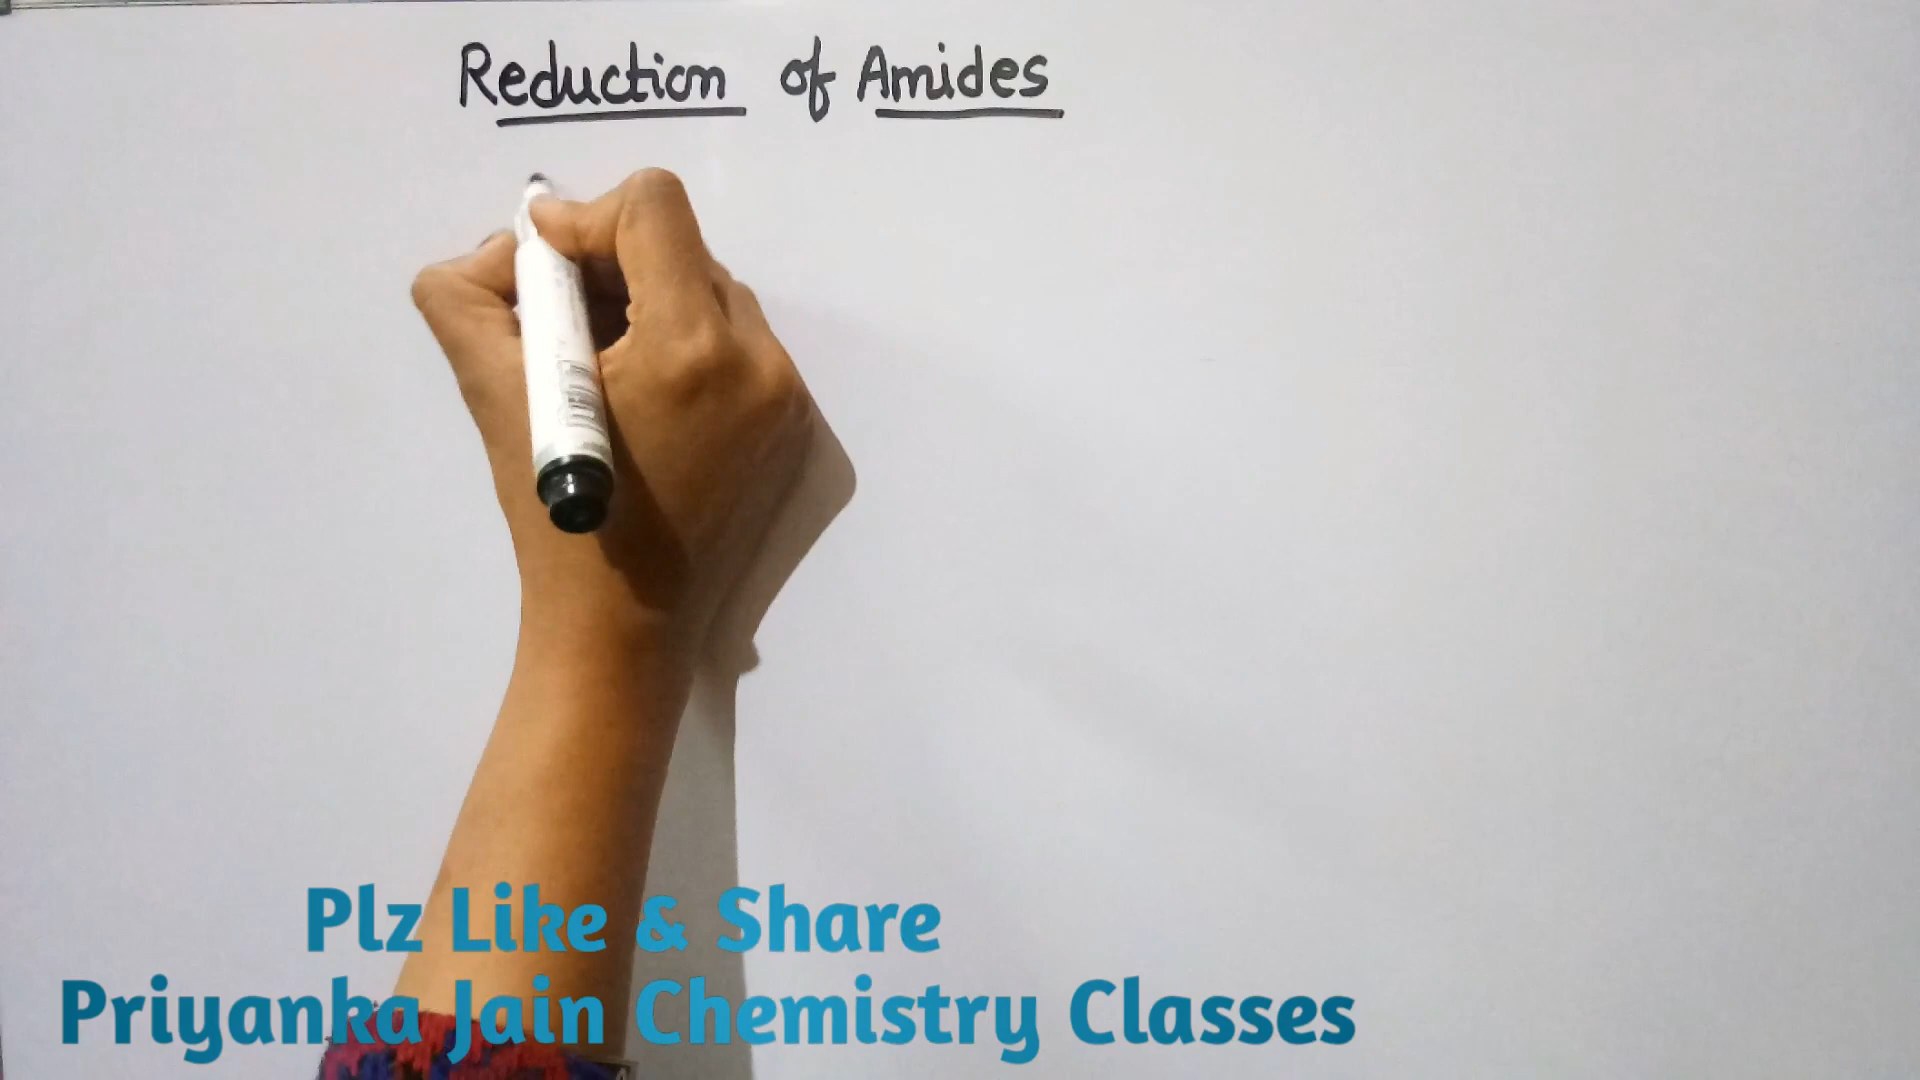 Reduction of Amides
Plz Like & Share
Priyanka Jain Chemistry Classes